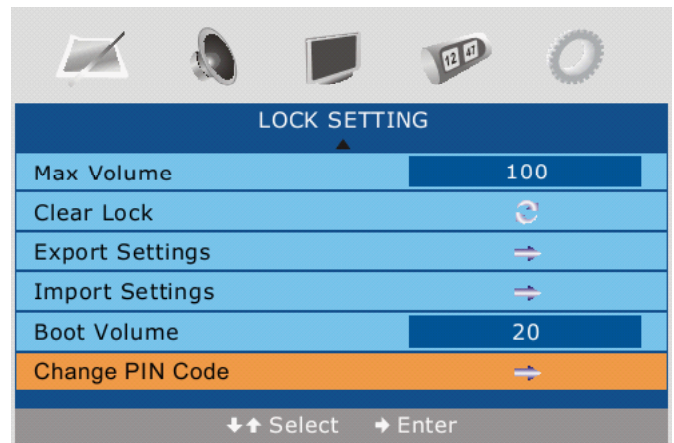 12 47
LOCK SETTING
Max Volume 100
Clear Lock
Export Settings
Import Settings
Boot Volume 20
Change PIN Code
Select Enter